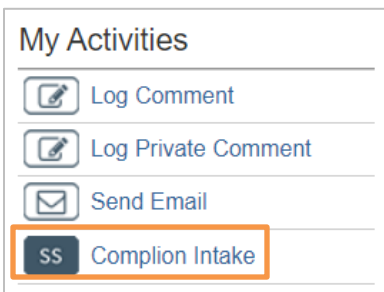 My Activities
Log Comment
Log Private Comment
Send Email
SS Complion Intake